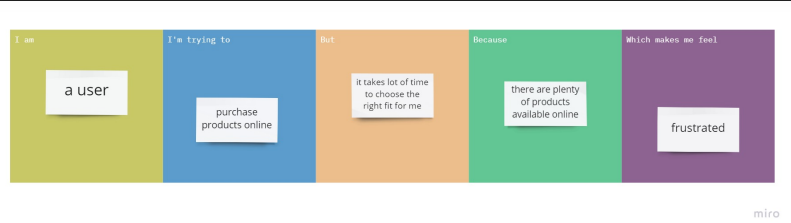 I am
a user
I'm trying to
purchase
products online
But
it takes lot of time
to choose the
right fit for me
Because
there are plenty
of products
available online
Which makes me feel
frustrated
miro